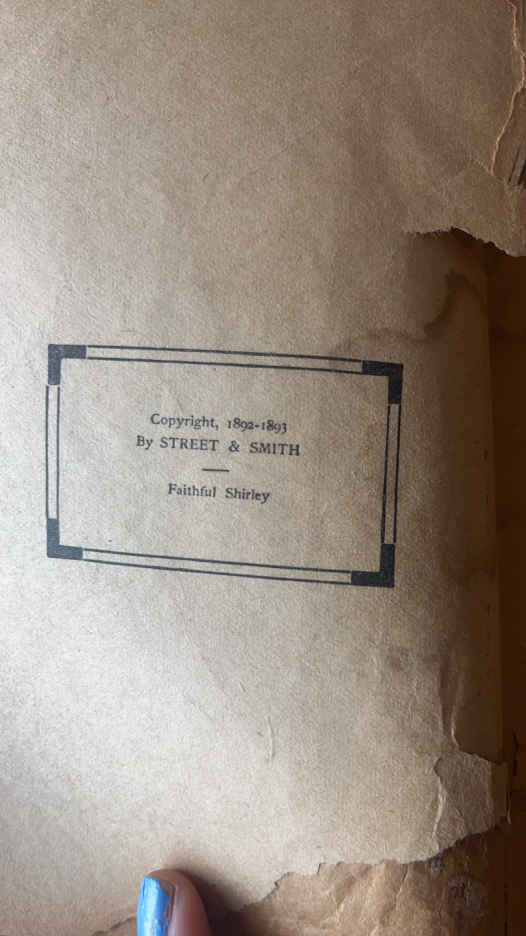 Copyright, 1892-1893
By STREET & SMITH
Faithful Shirley